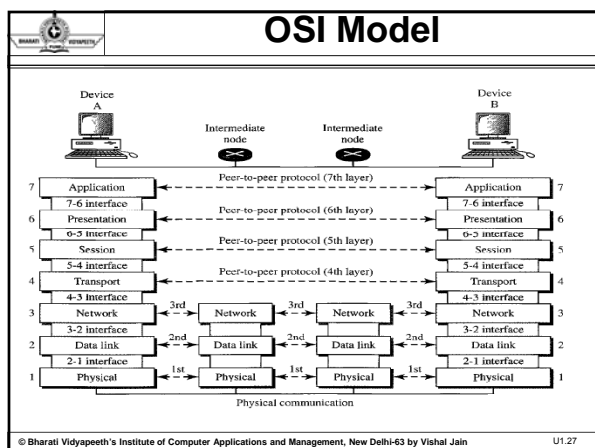 BHARATI VIDYAPEETH
OSI Model
Device
A
Device
B
Intermediate
node
Intermediate
node
7 Application Peer-to-peer protocol (7th layer) Application 7
7-6 interface 7-6 interface
6 Presentation Peer-to-peer protocol (6th layer) Presentation 6
6-5 interface 6-5 interface
5 Session Peer-to-peer protocol (5th layer) Session 5
5-4 interface 5-4 interface
4 Transport Peer-to-peer protocol (4th layer) Transport 4
4-3 interface 4-3 interface
3 Network 3rd Network 3rd Network 3rd Network 3
3-2 interface 3-2 interface
2 Data link 2nd Data link 2nd Data link 2nd Data link 2
2-1 interface 2-1 interface
1 Physical 1st Physical 1st Physical 1st Physical 1
Physical communication
© Bharati Vidyapeeth's Institute of Computer Applications and Management, New Delhi-63 by Vishal Jain U1.27